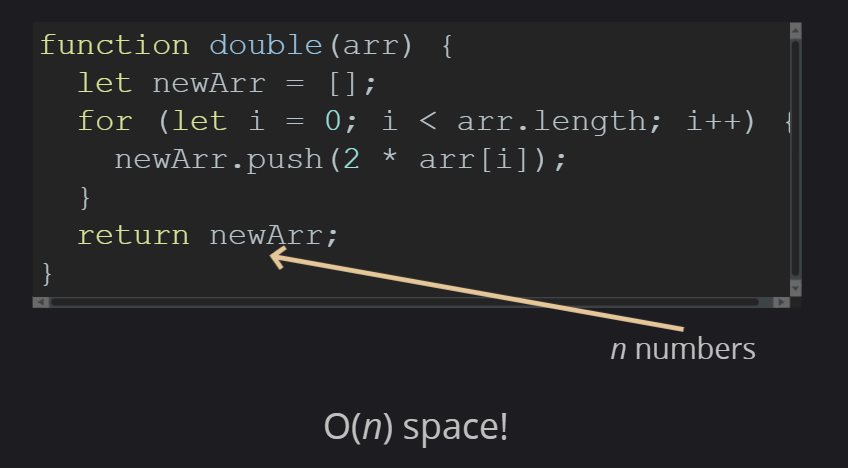 function double(arr) {
  let newArr = [];
  for (let i = 0; i < arr.length; i++) {
    newArr.push(2 * arr[i]);
  }
  return newArr;
}
n numbers
O(n) space!